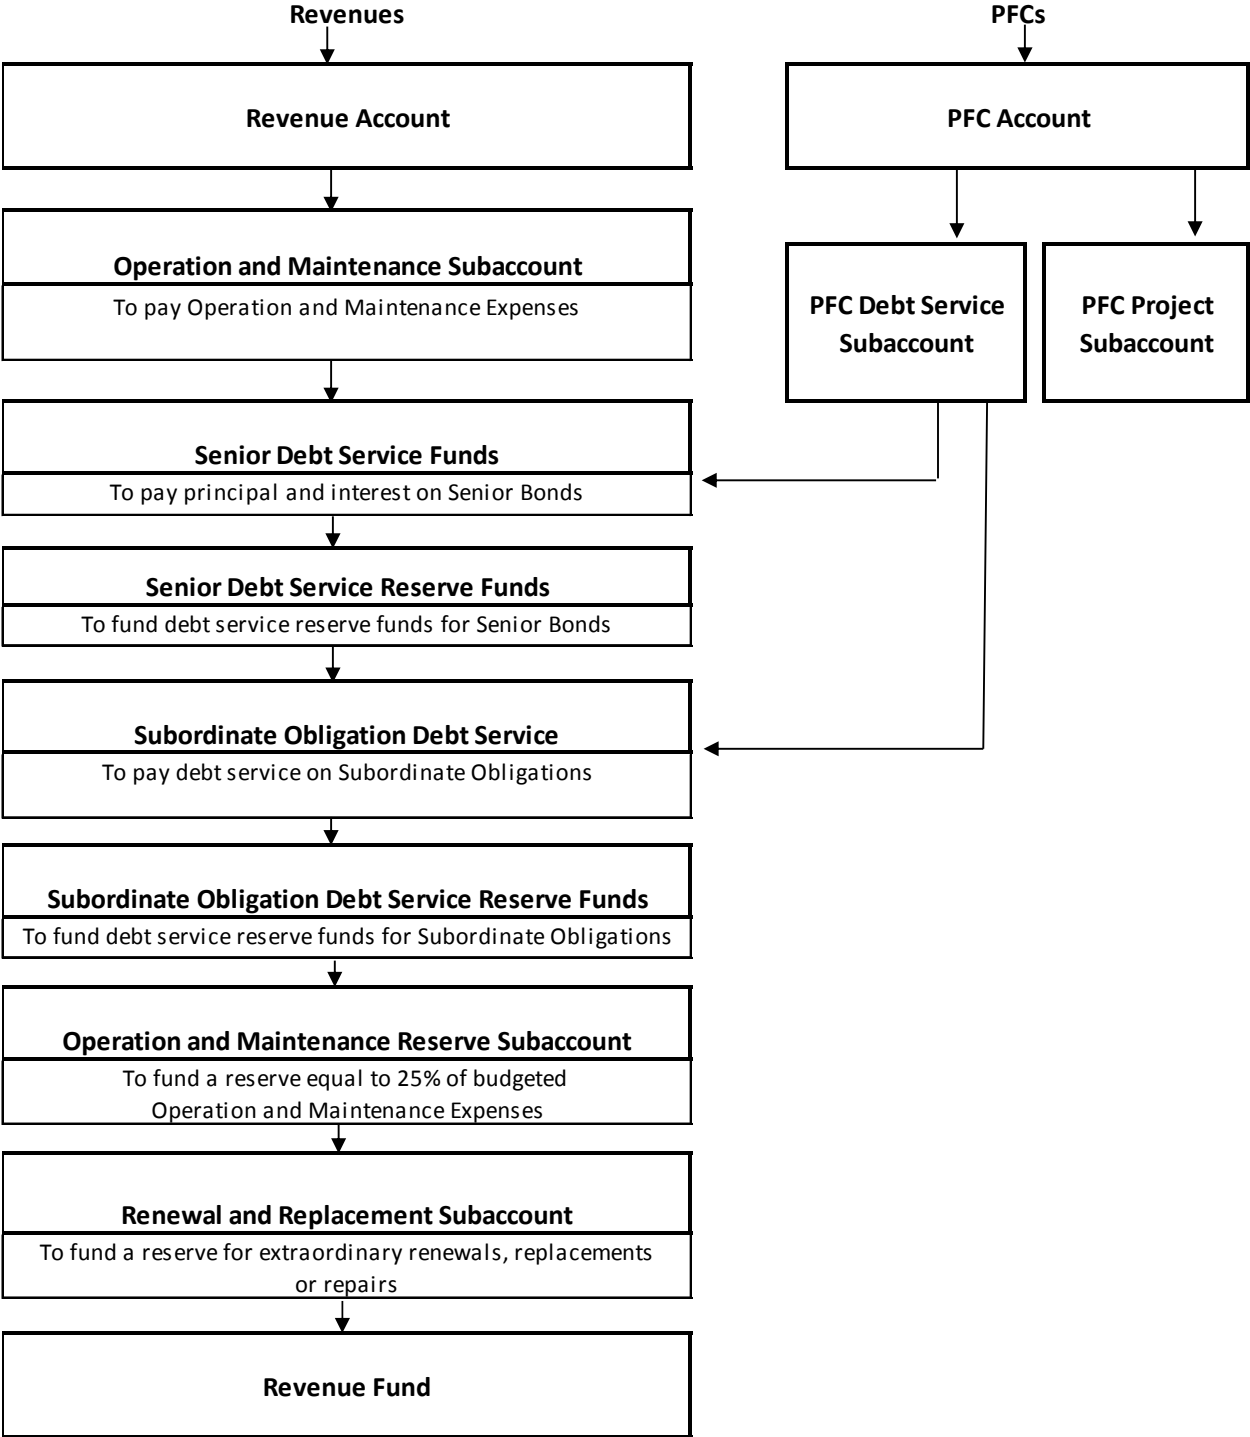 Revenues
PFCs
Revenue Account
PFC Account
Operation and Maintenance Subaccount
To pay Operation and Maintenance Expenses
PFC Debt Service
Subaccount
PFC Project
Subaccount
Senior Debt Service Funds
To pay principal and interest on Senior Bonds
Senior Debt Service Reserve Funds
To fund debt service reserve funds for Senior Bonds
Subordinate Obligation Debt Service
To pay debt service on Subordinate Obligations
Subordinate Obligation Debt Service Reserve Funds
To fund debt service reserve funds for Subordinate Obligations
Operation and Maintenance Reserve Subaccount
To fund a reserve equal to 25% of budgeted
Operation and Maintenance Expenses
Renewal and Replacement Subaccount
To fund a reserve for extraordinary renewals, replacements
or repairs
Revenue Fund